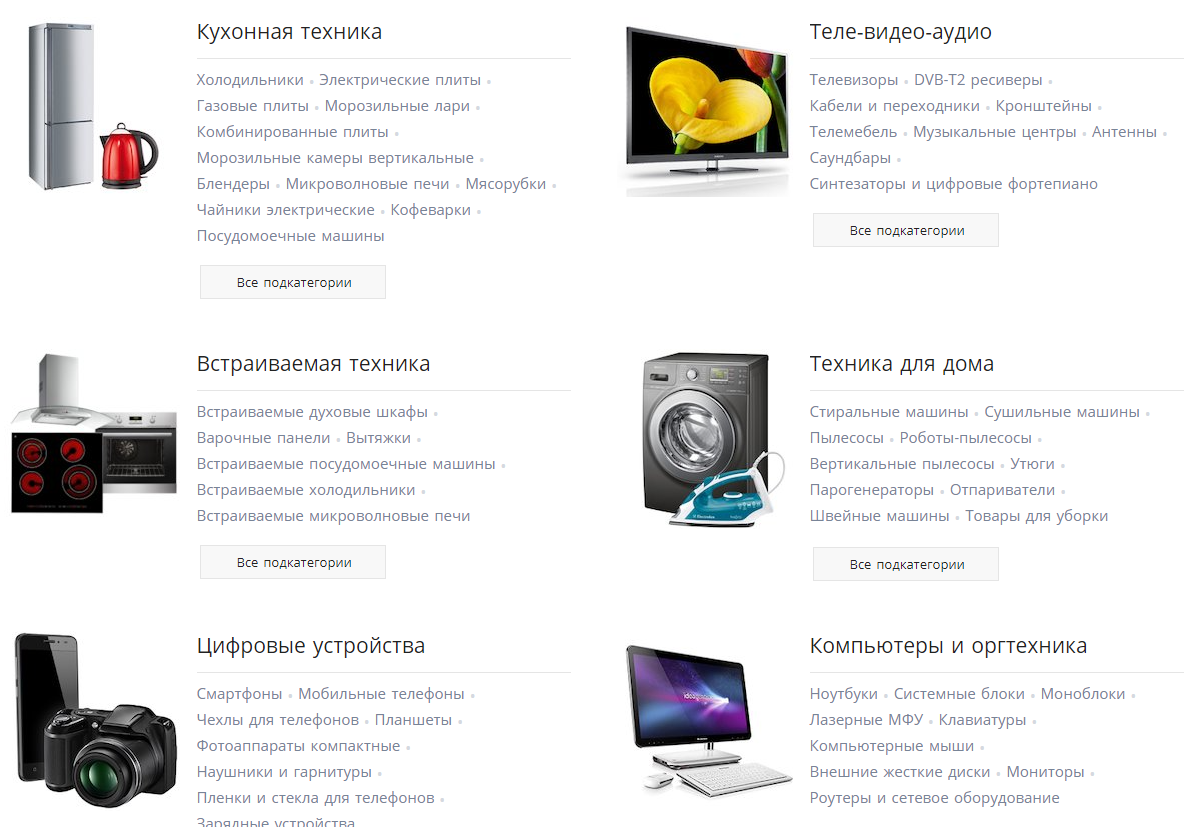 Кухонная техника
Холодильники • Электрические плиты •
Газовые плиты • Морозильные лари •
Комбинированные плиты •
Морозильные камеры вертикальные •
Блендеры • Микроволновые печи • Мясорубки •
Чайники электрические • Кофеварки •
Посудомоечные машины
Все подкатегории
Теле-видео-аудио
Телевизоры • DVB-T2 ресиверы •
Кабели и переходники • Кронштейны •
Телемебель • Музыкальные центры • Антенны •
Саундбары •
Синтезаторы и цифровые фортепиано
Все подкатегории
Встраиваемая техника
Встраиваемые духовые шкафы •
Варочные панели • Вытяжки •
Встраиваемые посудомоечные машины •
Встраиваемые холодильники •
Встраиваемые микроволновые печи
Все подкатегории
Техника для дома
Стиральные машины • Сушильные машины •
Пылесосы • Роботы-пылесосы •
Вертикальные пылесосы • Утюги •
Парогенераторы • Отпариватели •
Швейные машины • Товары для уборки
Все подкатегории
Цифровые устройства
Смартфоны • Мобильные телефоны •
Чехлы для телефонов • Планшеты •
Фотоаппараты компактные •
Наушники и гарнитуры •
Пленки и стекла для телефонов •
Зарядные устройства
Компьютеры и оргтехника
Ноутбуки • Системные блоки • Моноблоки •
Лазерные МФУ • Клавиатуры •
Компьютерные мыши •
Внешние жесткие диски • Мониторы •
Роутеры и сетевое оборудование